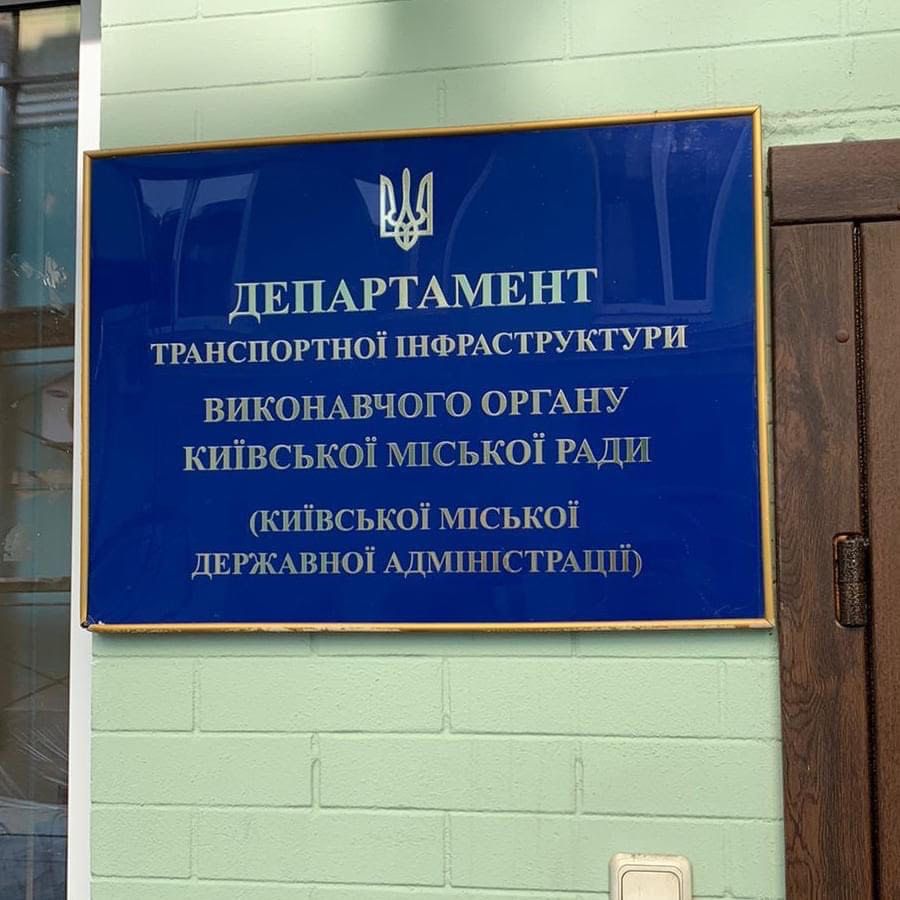 ДЕПАРТАМЕНТ
ТРАНСПОРТНОЇ ІНФРАСТРУКТУРИ
ВИКОНАВЧОГО ОРГАНУ
КИЇВСЬКОЇ МІСЬКОЇ РАДИ
(КИЇВСЬКОЇ МІСЬКОЇ
ДЕРЖАВНОЇ АДМІНІСТРАЦІЇ)